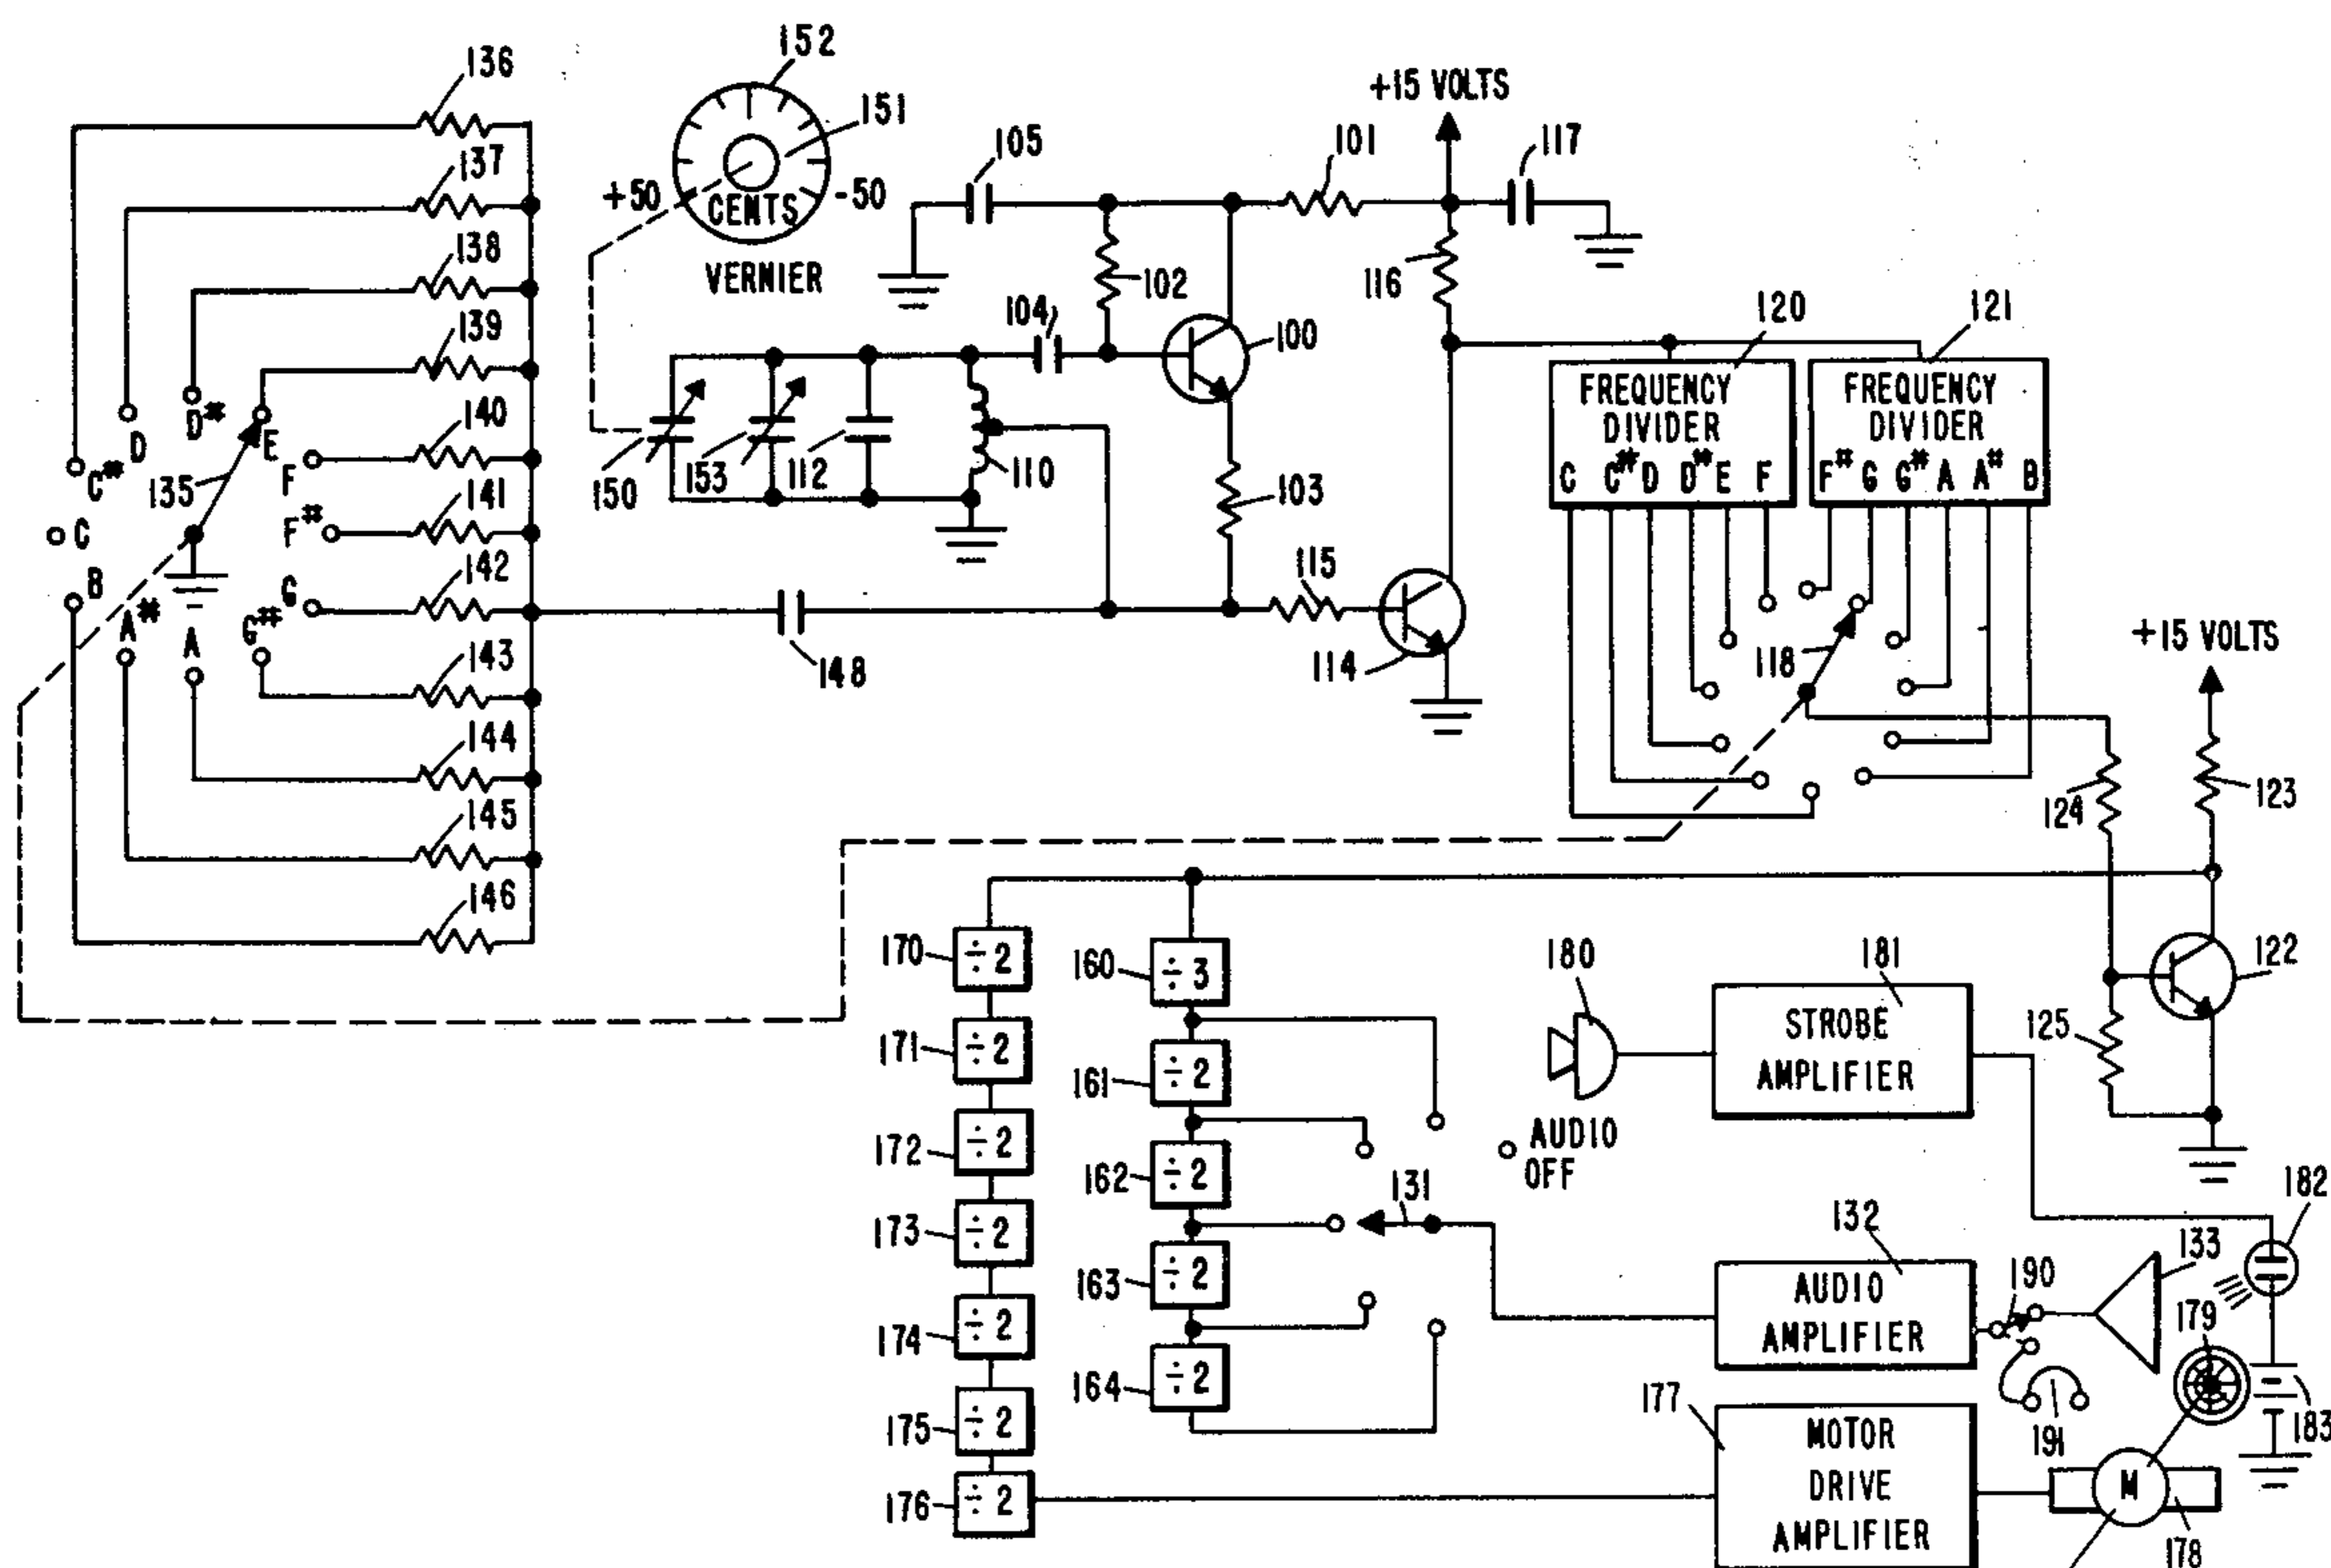 152
136
151
+15 VOLTS
105
101
117
137
+50
CENTS
-50
138
VERNIER
102
116
120
121
104
100
139
D#
FREQUENCY
DIVIDER
C C# D D# E F
FREQUENCY
DIVIDER
F# G G# A A# B
D
E
140
F
C#
135
150
153
112
110
103
141
F#
C
115
142
B
G
A#
A
G#
118
+15 VOLTS
143
148
114
144
124
123
145
146
170
÷2
160
÷3
180
181
122
STROBE
AMPLIFIER
125
171
÷2
161
÷2
AUDIO
OFF
172
÷2
162
÷2
131
182
132
133
173
÷2
163
÷2
AUDIO
AMPLIFIER
190
179
174
÷2
164
÷2
177
191
183
175
÷2
MOTOR
DRIVE
AMPLIFIER
176
÷2
M
178